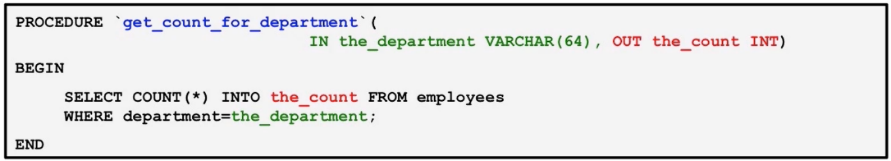 PROCEDURE `get_count_for_department`(
IN the_department VARCHAR(64), OUT the_count INT)
BEGIN
SELECT COUNT(*) INTO the_count FROM employees
WHERE department=the_department;
END